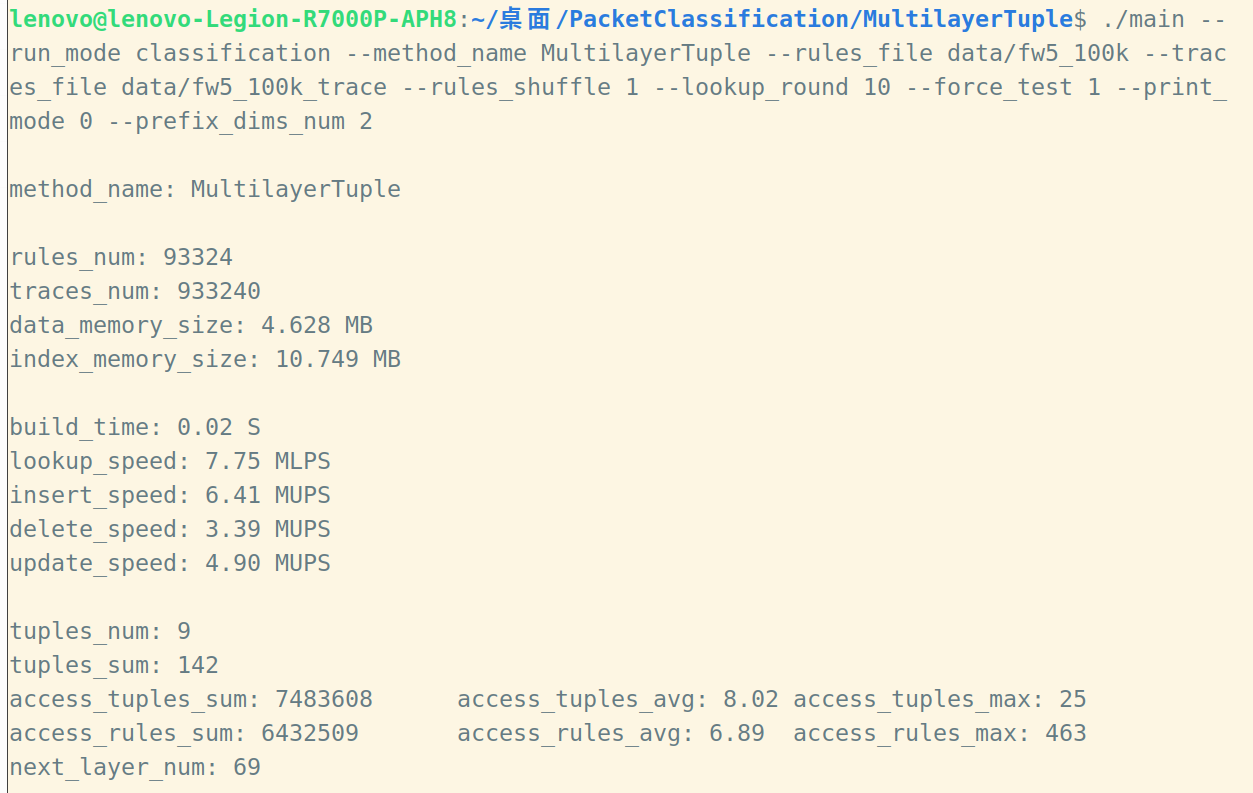 lenovo@lenovo-Legion-R7000P-APH8:~/桌面/PacketClassification/MultilayerTuple$ ./main --
run_mode classification --method_name MultilayerTuple --rules_file data/fw5_100k --trac
es_file data/fw5_100k_trace --rules_shuffle 1 --lookup_round 10 --force_test 1 --print_
mode 0 --prefix_dims_num 2
method_name: MultilayerTuple
rules_num: 93324
traces_num: 933240
data_memory_size: 4.628 MB
index_memory_size: 10.749 MB
build_time: 0.02 S
lookup_speed: 7.75 MLPS
insert_speed: 6.41 MUPS
delete_speed: 3.39 MUPS
update_speed: 4.90 MUPS
tuples_num: 9
tuples_sum: 142
access_tuples_sum: 7483608 access_tuples_avg: 8.02 access_tuples_max: 25
access_rules_sum: 6432509 access_rules_avg: 6.89 access_rules_max: 463
next_layer_num: 69